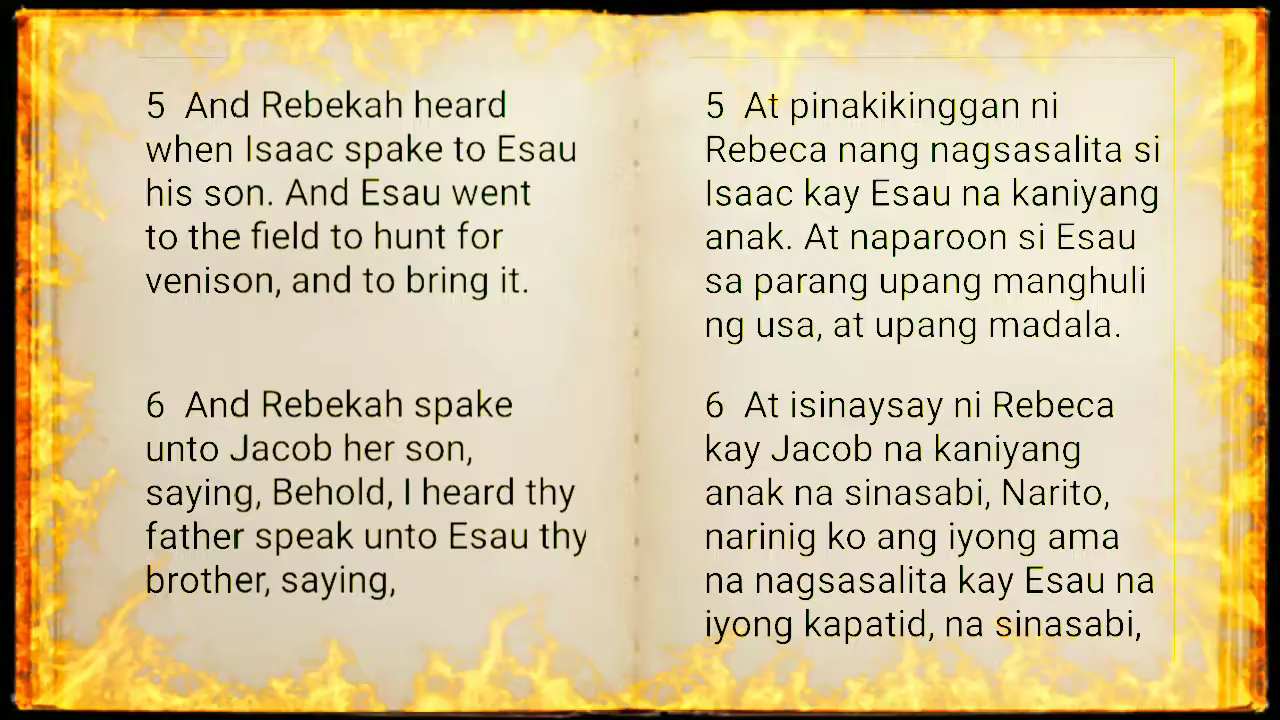 5 And Rebekah heard
when Isaac spake to Esau
his son. And Esau went
to the field to hunt for
venison, and to bring it.
6 And Rebekah spake
unto Jacob her son,
saying, Behold, I heard thy
father speak unto Esau thy
brother, saying,
5 At pinakikinggan ni
Rebeca nang nagsasalita si
Isaac kay Esau na kaniyang
anak. At naparoon si Esau
sa parang upang manghuli
ng usa, at upang madala.
6 At isinaysay ni Rebeca
kay Jacob na kaniyang
anak na sinasabi, Narito,
narinig ko ang iyong ama
na nagsasalita kay Esau na
iyong kapatid, na sinasabi,